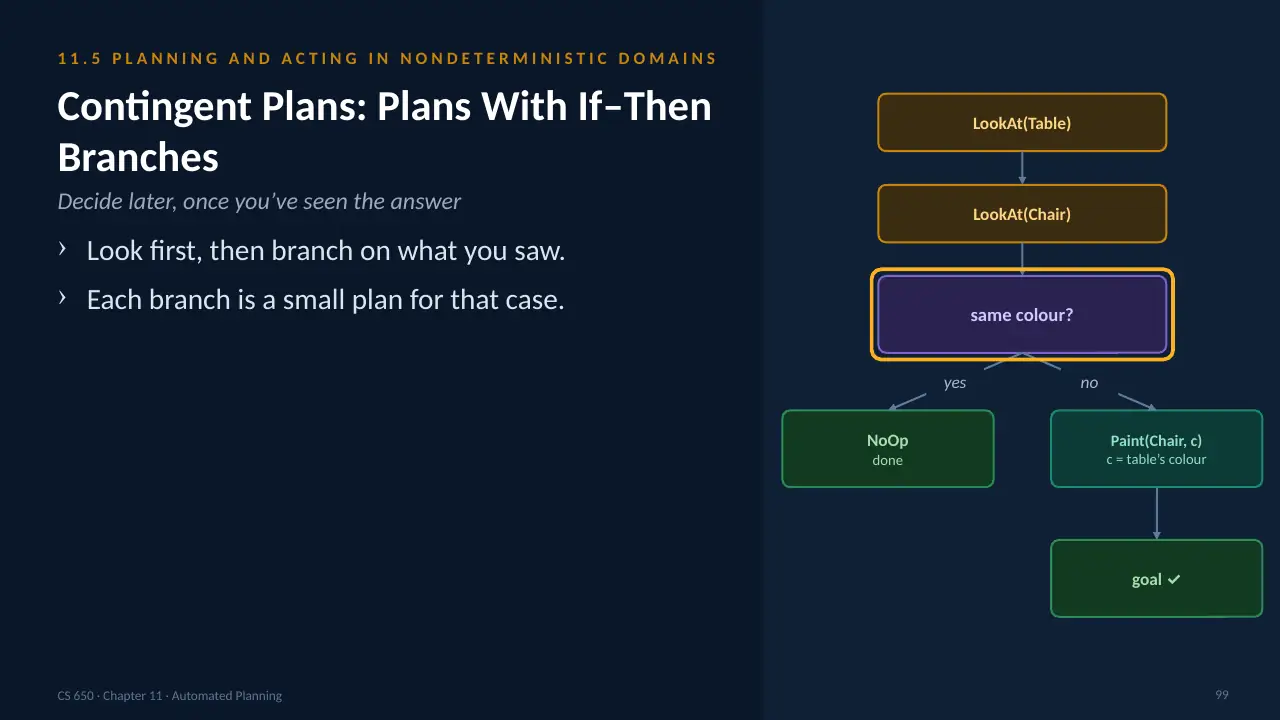 11.5 PLANNING AND ACTING IN NONDETERMINISTIC DOMAINS
Contingent Plans: Plans With If–Then
Branches
Decide later, once you’ve seen the answer
› Look first, then branch on what you saw.
› Each branch is a small plan for that case.
LookAt(Table)
LookAt(Chair)
same colour?
yes
no
NoOp
done
Paint(Chair, c)
c = table’s colour
goal ✓
CS 650 · Chapter 11 · Automated Planning
99